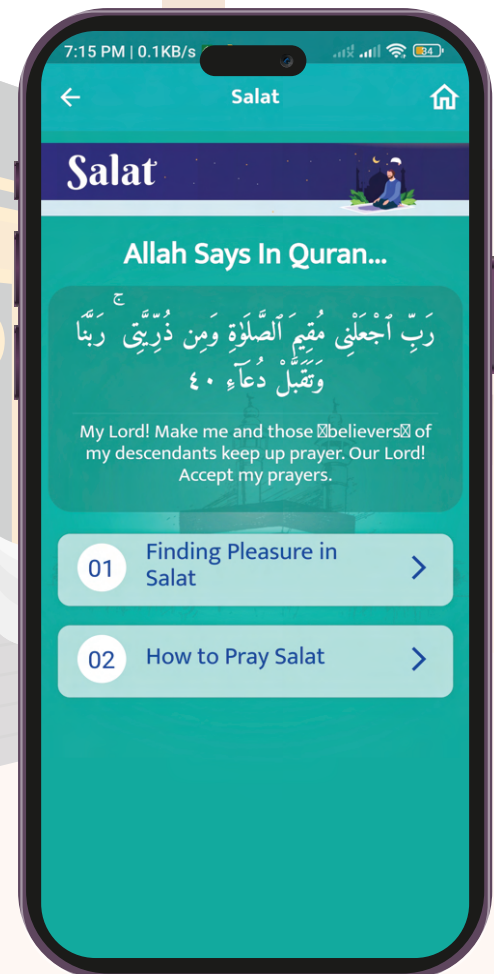 7:15 PM | 0.1KB/s 84
Salat
Salat
Allah Says In Quran...
رَبِّ ٱجْعَلْنِى مُقِيمَ ٱلصَّلَوٰةِ وَمِن ذُرِّيَّتِى ۚ رَبَّنَا
وَتَقَبَّلْ دُعَآءِ ٤٠
My Lord! Make me and those believers of
my descendants keep up prayer. Our Lord!
Accept my prayers.
01 Finding Pleasure in
Salat
02 How to Pray Salat